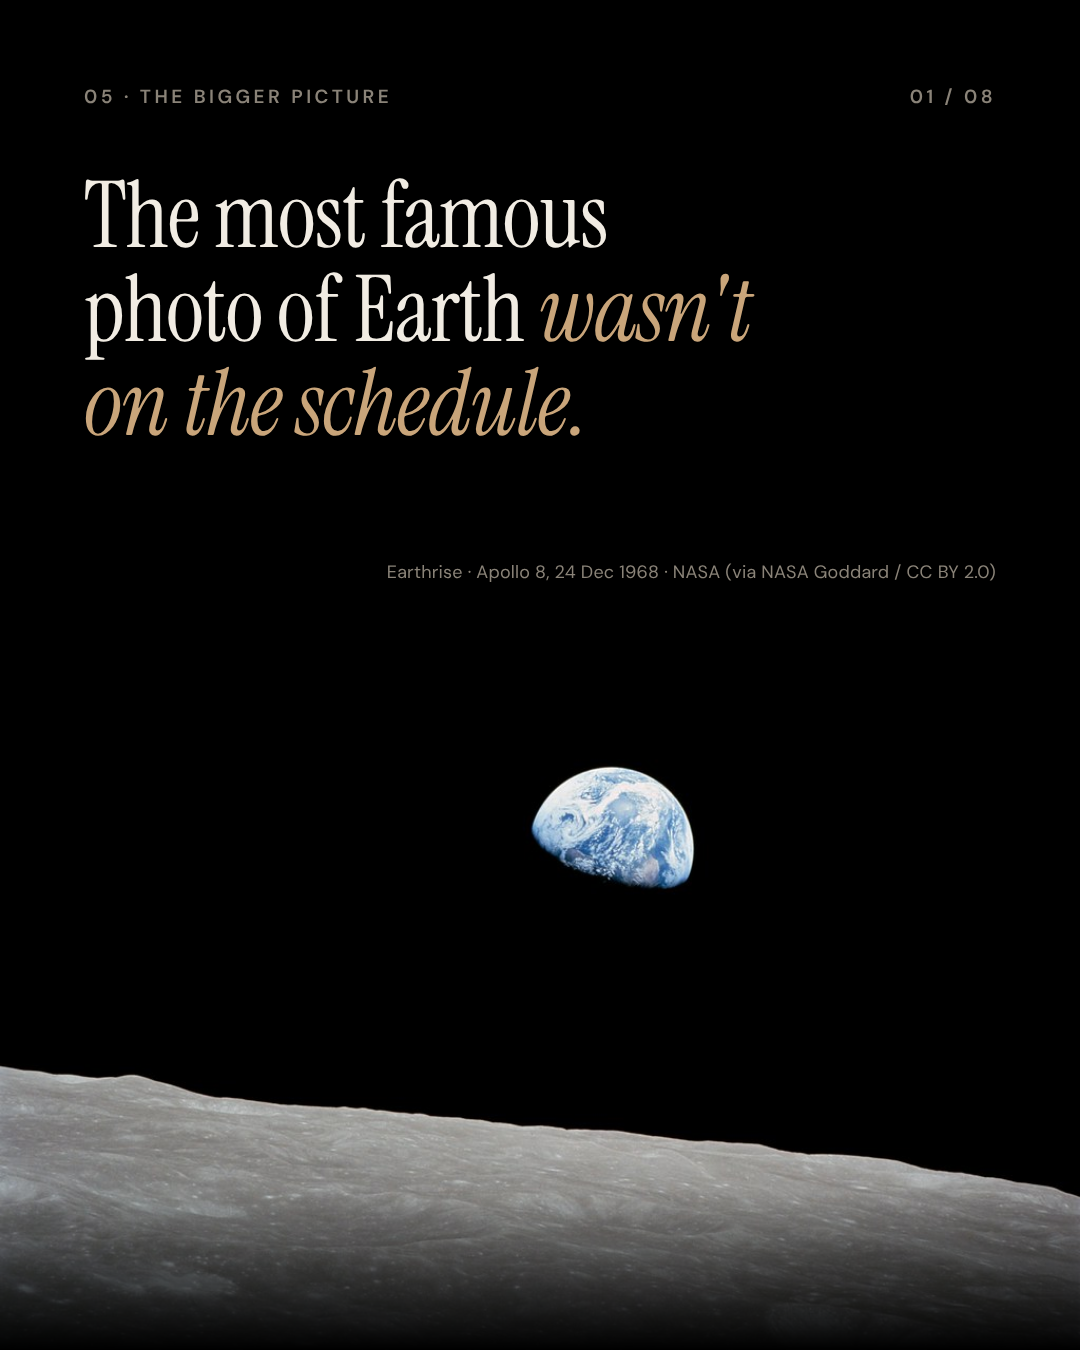 05 · THE BIGGER PICTURE
01 / 08
The most famous
photo of Earth wasn't
on the schedule.
Earthrise · Apollo 8, 24 Dec 1968 · NASA (via NASA Goddard / CC BY 2.0)